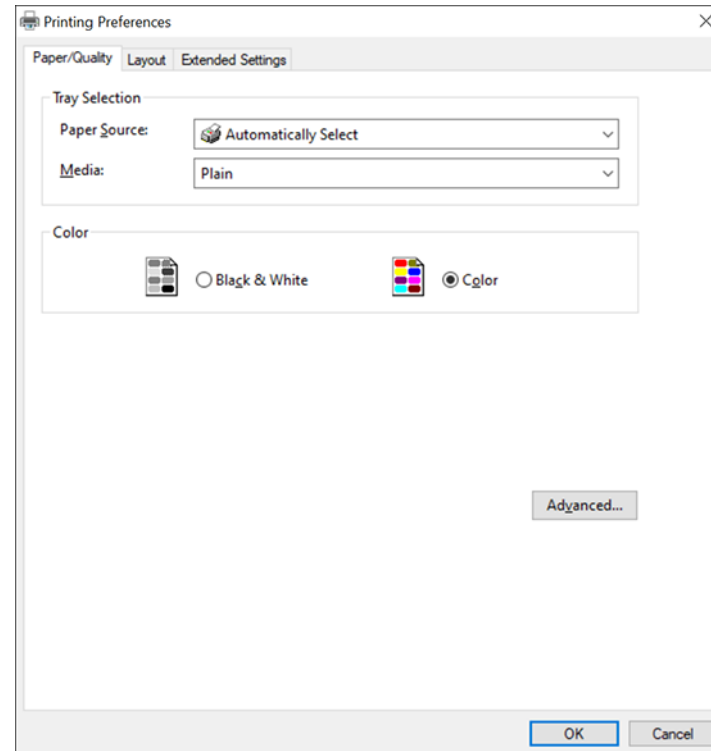 Printing Preferences
Paper/Quality Layout Extended Settings
Tray Selection
Paper Source: Automatically Select
Media: Plain
Color
Black & White Color
Advanced...
OK Cancel